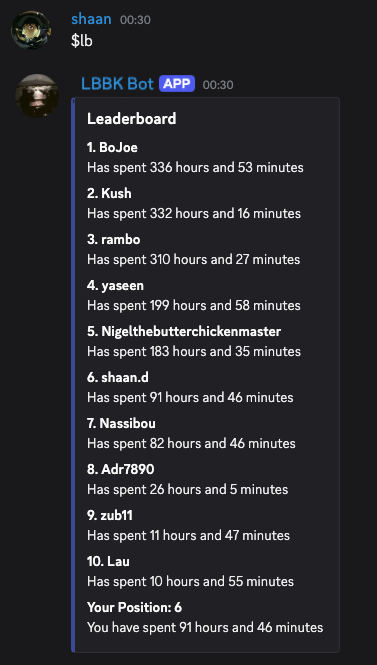 shaan 00:30
$lb
LBBK Bot APP 00:30
Leaderboard
1. BoJoe
Has spent 336 hours and 53 minutes
2. Kush
Has spent 332 hours and 16 minutes
3. rambo
Has spent 310 hours and 27 minutes
4. yaseen
Has spent 199 hours and 58 minutes
5. Nigelthebutterchickenmaster
Has spent 183 hours and 35 minutes
6. shaan.d
Has spent 91 hours and 46 minutes
7. Nassibou
Has spent 82 hours and 46 minutes
8. Adr7890
Has spent 26 hours and 5 minutes
9. zub11
Has spent 11 hours and 47 minutes
10. Lau
Has spent 10 hours and 55 minutes
Your Position: 6
You have spent 91 hours and 46 minutes